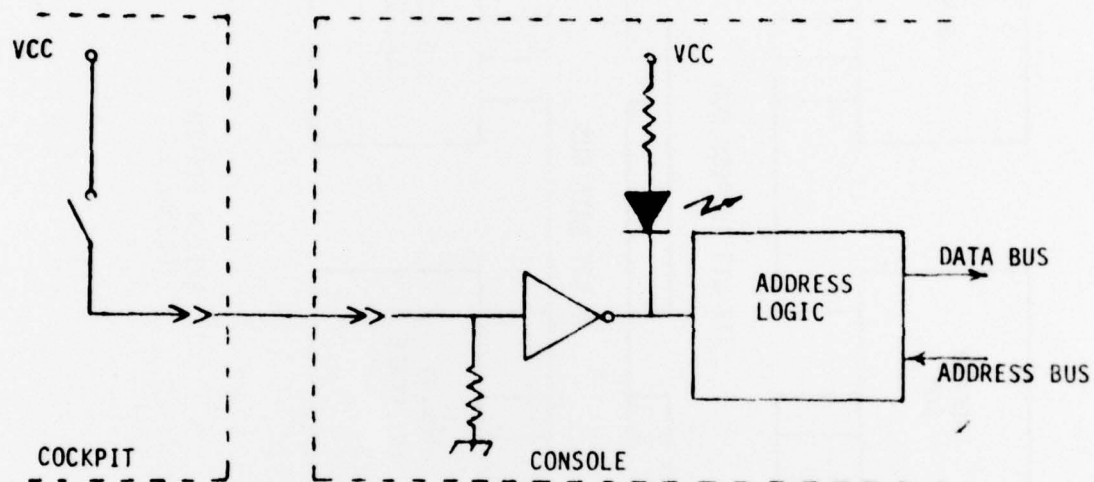 VCC
VCC
ADDRESS
LOGIC
DATA BUS
ADDRESS BUS
COCKPIT
CONSOLE